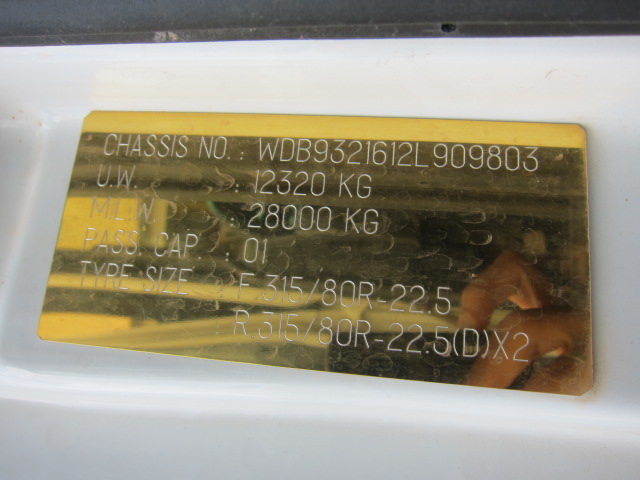 CHASSIS NO. : WDB9321612L909803
U.W. : 12320 KG
M.L.W. : 28000 KG
PASS. CAP. : 01
TYRE SIZE : F.315/80R-22.5
: R.315/80R-22.5(D)X2